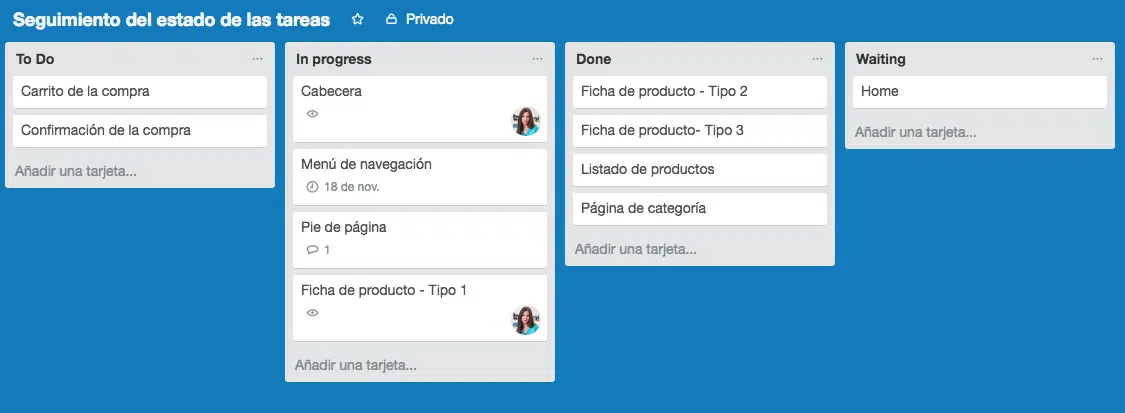 Seguimiento del estado de las tareas
Privado
To Do
Carrito de la compra
Confirmación de la compra
Añadir una tarjeta...
In progress
Cabecera
Menú de navegación
18 de nov.
Pie de página
1
Ficha de producto - Tipo 1
Añadir una tarjeta...
Done
Ficha de producto - Tipo 2
Ficha de producto- Tipo 3
Listado de productos
Página de categoría
Añadir una tarjeta...
Waiting
Home
Añadir una tarjeta...